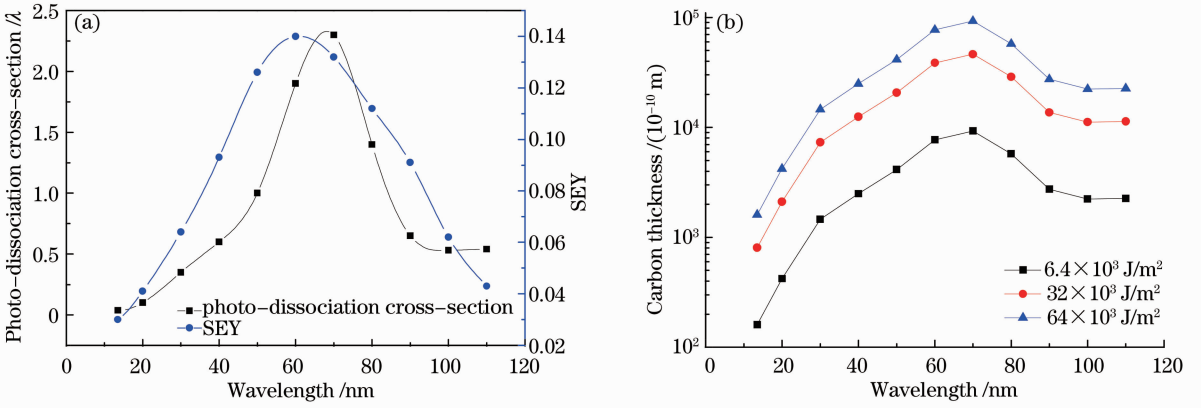 (a)
Photo-dissociation cross-section /λ
2.5
2.0
1.5
1.0
0.5
0
0.14
0.12
0.10
0.08
0.06
0.04
0.02
SEY
photo-dissociation cross-section
SEY
0 20 40 60 80 100 120
Wavelength /nm
(b)
Carbon thickness /(10⁻¹⁰ m)
10⁵
10⁴
10³
10²
6.4×10³ J/m²
32×10³ J/m²
64×10³ J/m²
0 20 40 60 80 100 120
Wavelength /nm